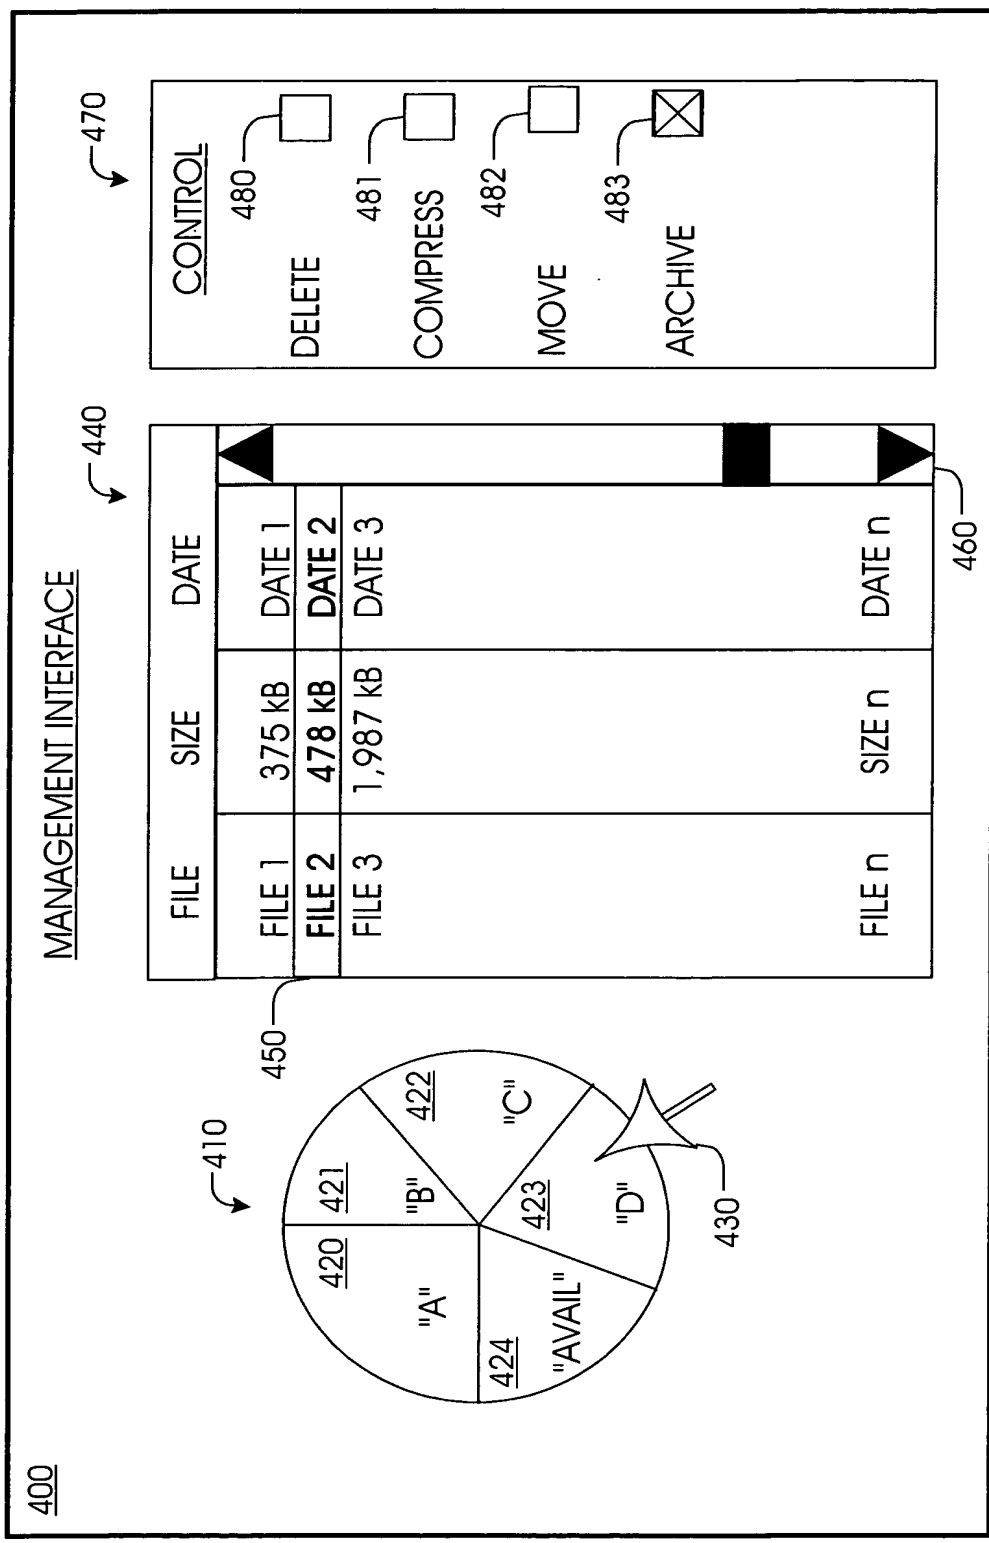 400
MANAGEMENT INTERFACE
410
420
421
"A"
"B"
422
"C"
423
"D"
424
"AVAIL"
430
440
FILE SIZE DATE
FILE 1 375 kB DATE 1
FILE 2 478 kB DATE 2
FILE 3 1,987 kB DATE 3
FILE n SIZE n DATE n
450
460
470
CONTROL
480
DELETE
481
COMPRESS
482
MOVE
483
ARCHIVE